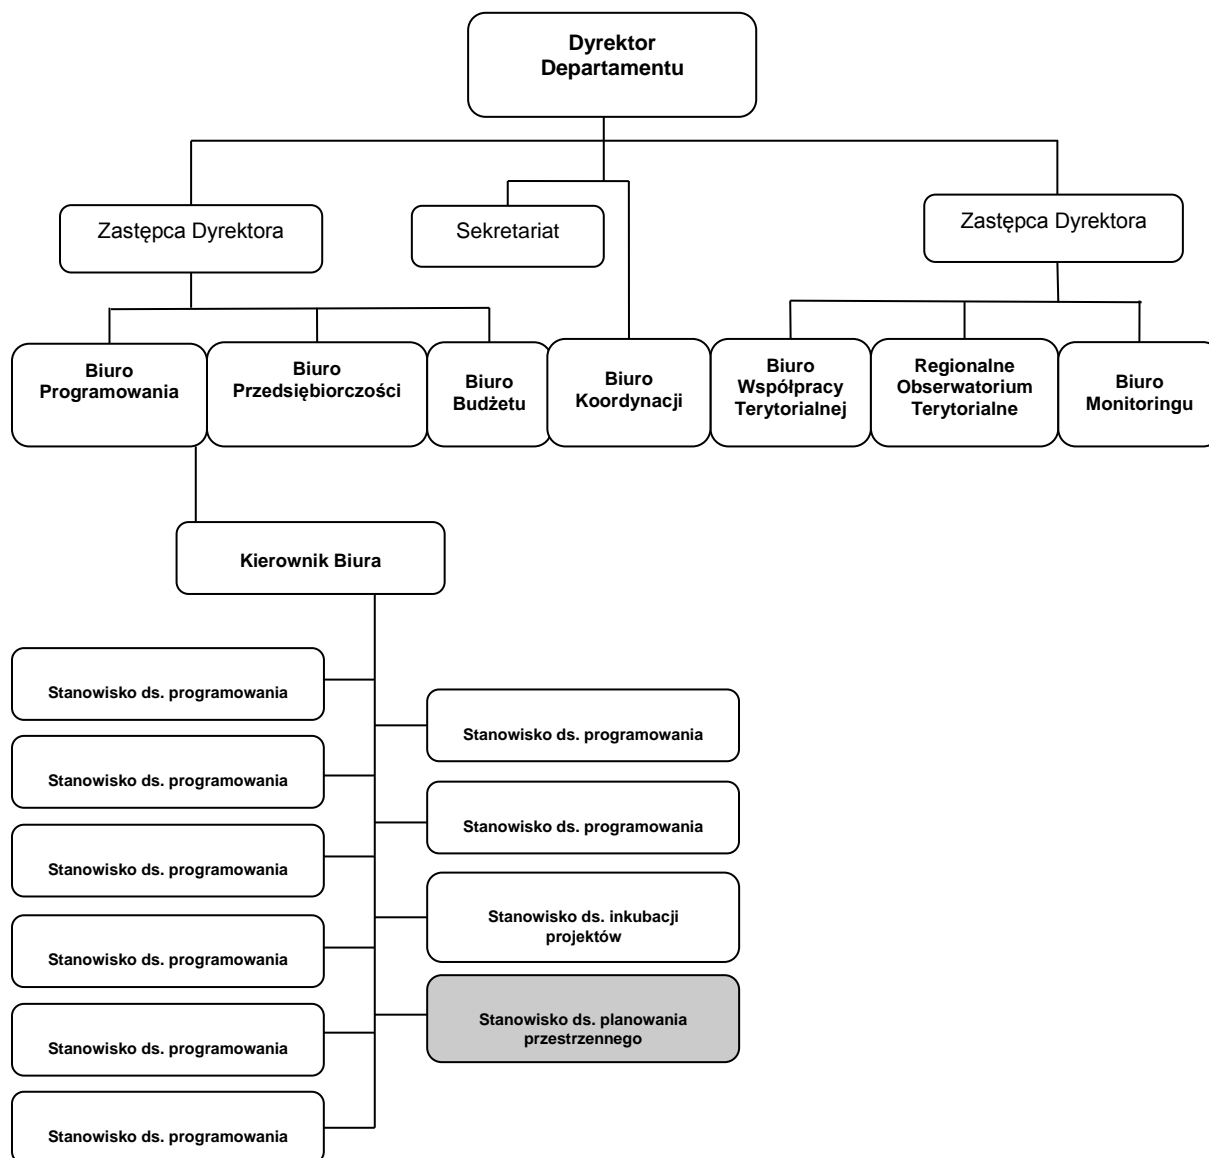 Dyrektor
Departamentu
Zastępca Dyrektora
Sekretariat
Zastępca Dyrektora
Biuro
Programowania
Biuro
Przedsiębiorczości
Biuro
Budżetu
Biuro
Koordynacji
Biuro
Współpracy
Terytorialnej
Regionalne
Obserwatorium
Terytorialne
Biuro
Monitoringu
Kierownik Biura
Stanowisko ds. programowania
Stanowisko ds. programowania
Stanowisko ds. programowania
Stanowisko ds. programowania
Stanowisko ds. programowania
Stanowisko ds. programowania
Stanowisko ds. programowania
Stanowisko ds. programowania
Stanowisko ds. inkubacji
projektów
Stanowisko ds. planowania
przestrzennego